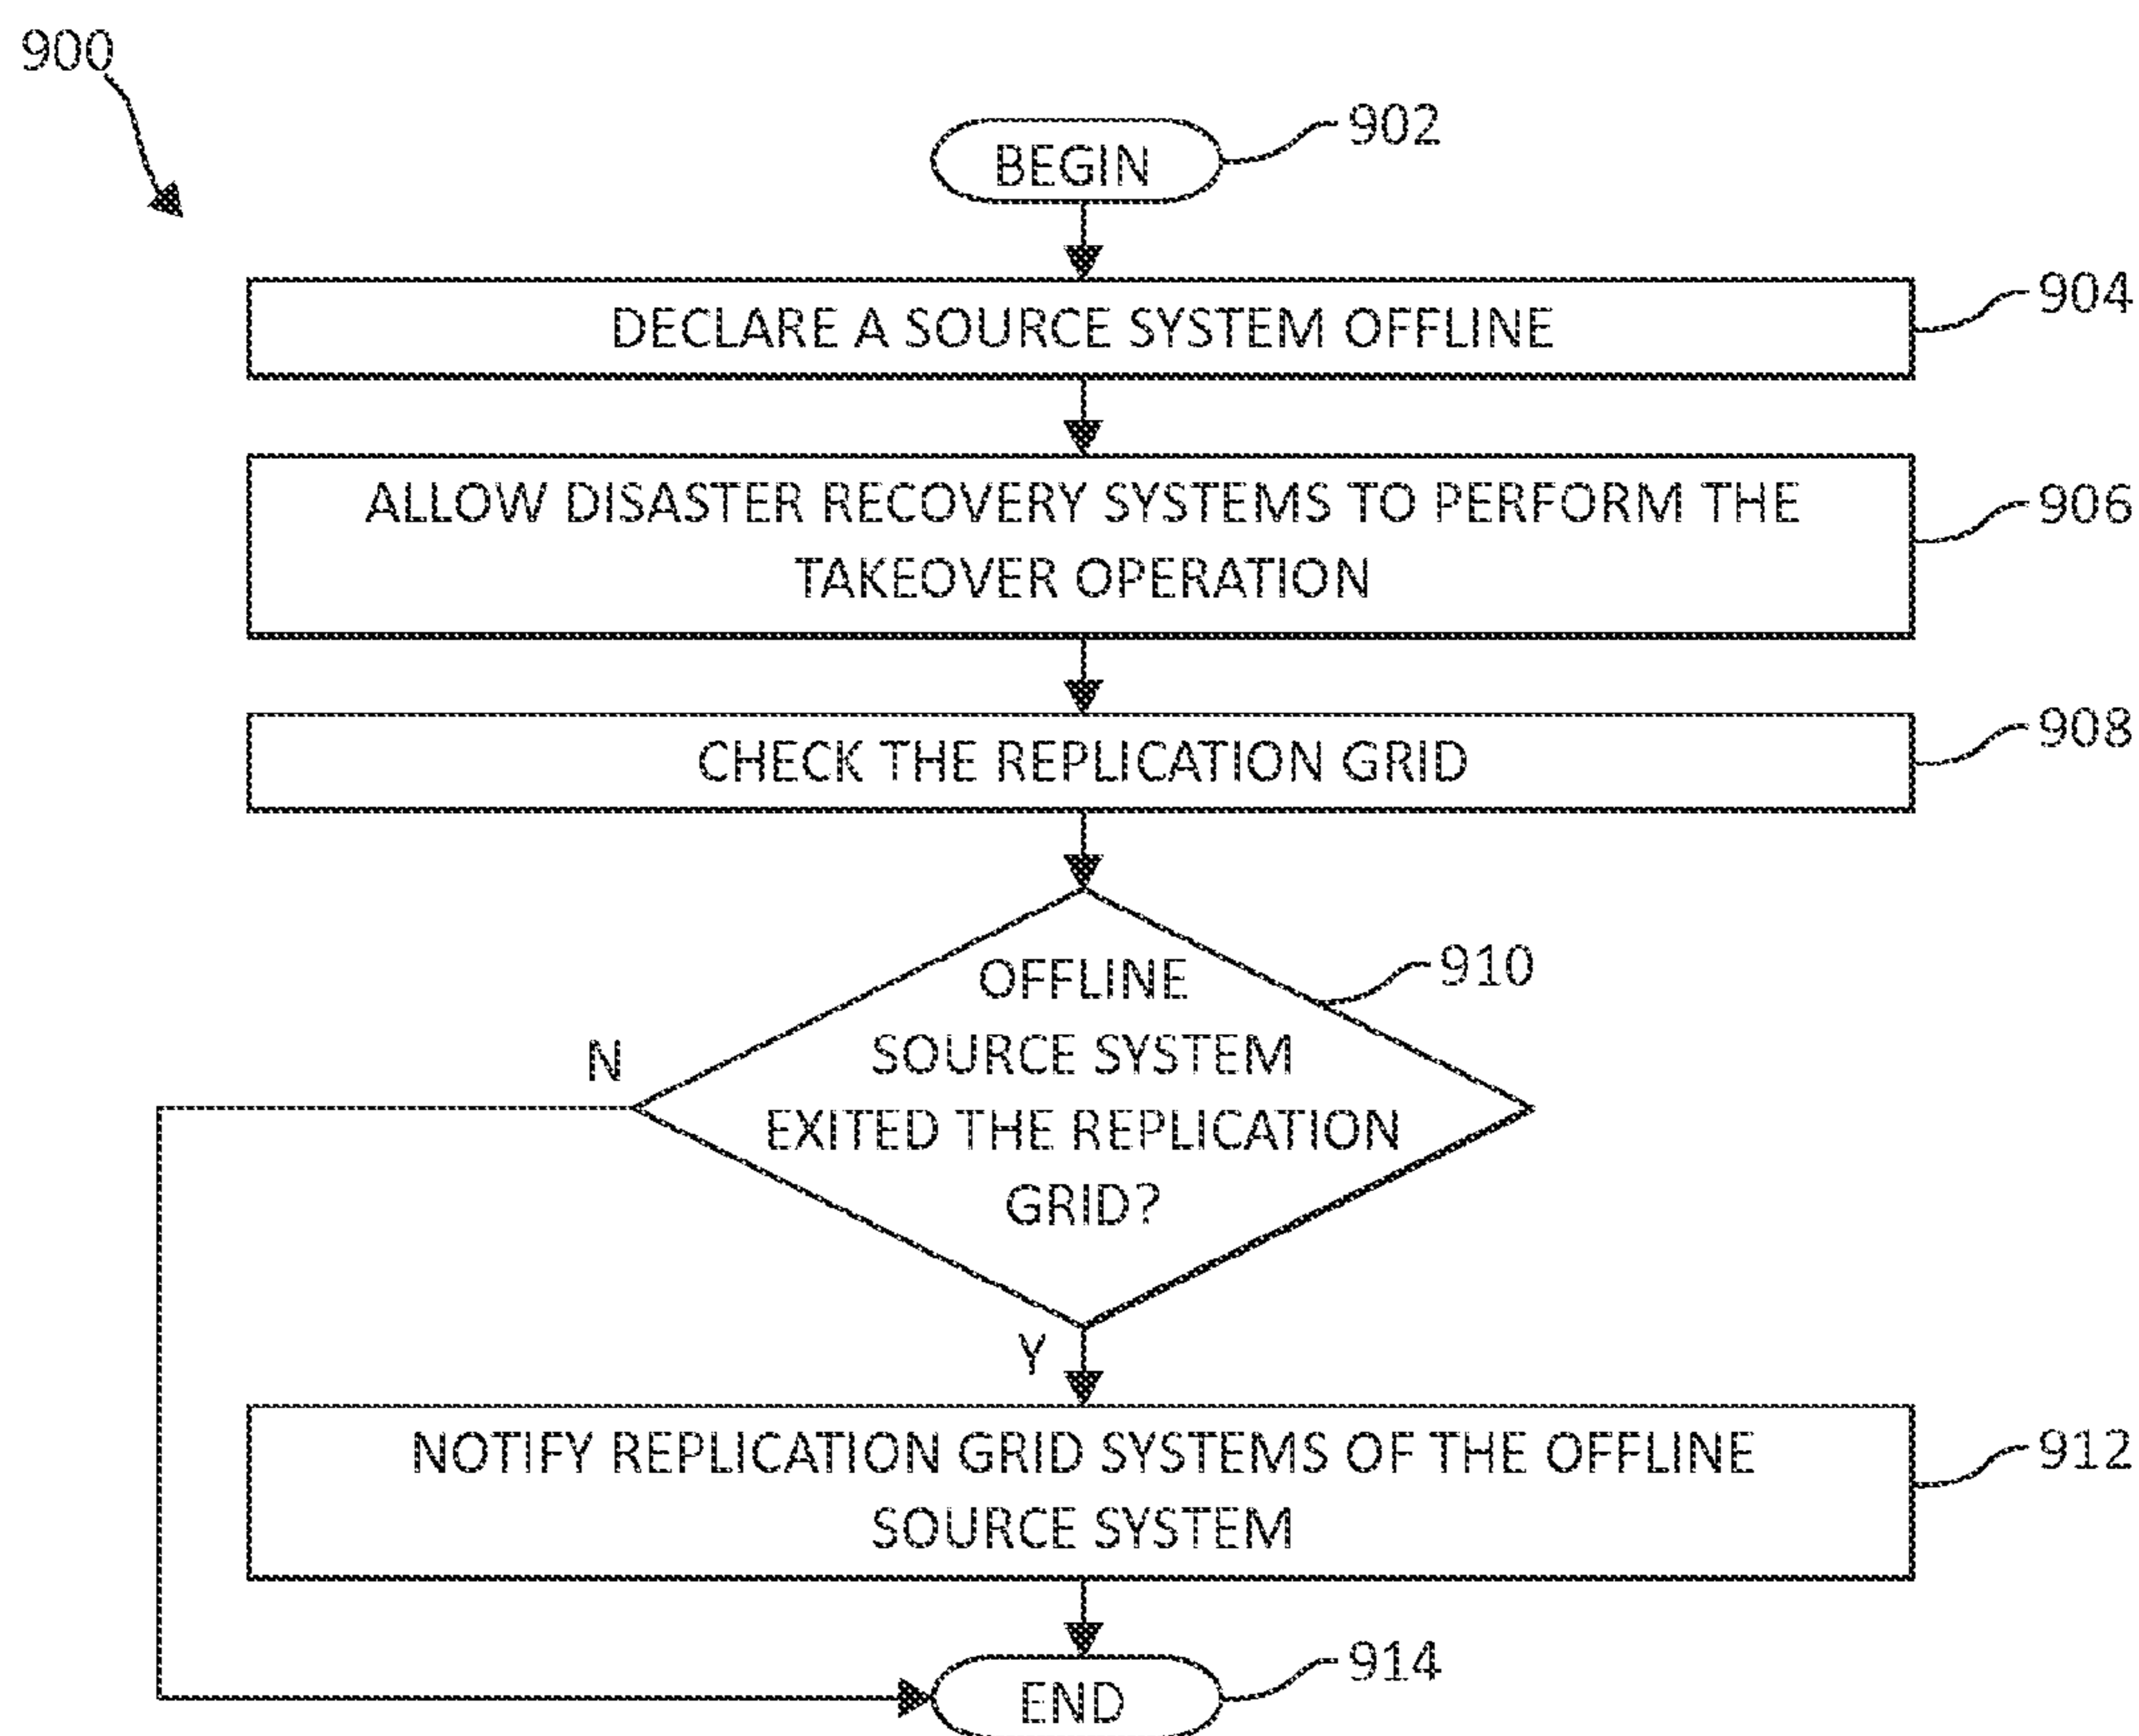 900
BEGIN
902
DECLARE A SOURCE SYSTEM OFFLINE
904
ALLOW DISASTER RECOVERY SYSTEMS TO PERFORM THE
TAKEOVER OPERATION
906
CHECK THE REPLICATION GRID
908
OFFLINE
SOURCE SYSTEM
EXITED THE REPLICATION
GRID?
910
N
Y
NOTIFY REPLICATION GRID SYSTEMS OF THE OFFLINE
SOURCE SYSTEM
912
END
914